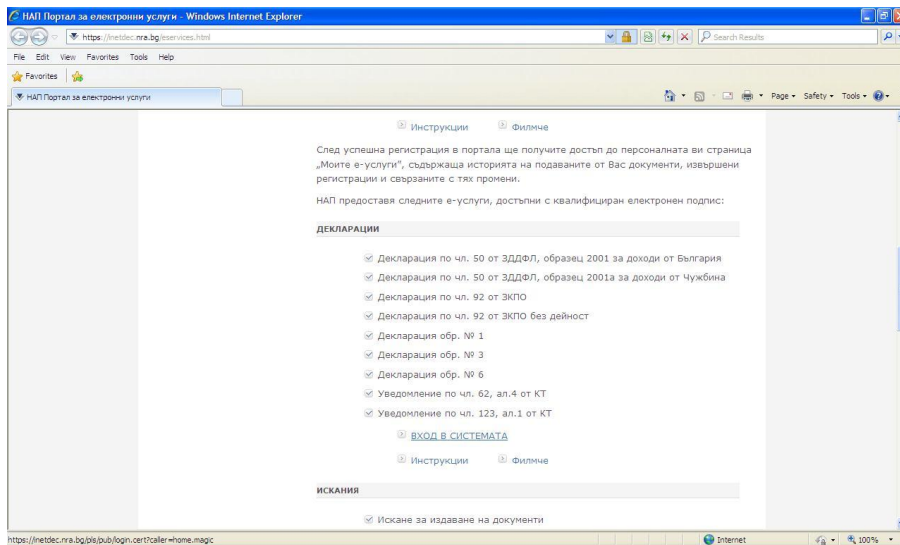 НАП Портал за електронни услуги - Windows Internet Explorer
https://inetdec.nra.bg/eservices.html
Search Results
File Edit View Favorites Tools Help
Favorites
НАП Портал за електронни услуги
Page Safety Tools
Инструкции Филмче
След успешна регистрация в портала ще получите достъп до персоналната ви страница
„Моите е-услуги”, съдържаща историята на подаваните от Вас документи, извършени
регистрации и свързаните с тях промени.
НАП предоставя следните е-услуги, достъпни с квалифициран електронен подпис:
ДЕКЛАРАЦИИ
Декларация по чл. 50 от ЗДДФЛ, образец 2001 за доходи от България
Декларация по чл. 50 от ЗДДФЛ, образец 2001а за доходи от Чужбина
Декларация по чл. 92 от ЗКПО
Декларация по чл. 92 от ЗКПО без дейност
Декларация обр. № 1
Декларация обр. № 3
Декларация обр. № 6
Уведомление по чл. 62, ал.4 от КТ
Уведомление по чл. 123, ал.1 от КТ
ВХОД В СИСТЕМАТА
Инструкции Филмче
ИСКАНИЯ
Искане за издаване на документи
https://inetdec.nra.bg/pls/pub/login.cert?caller=home.magic
Internet
100%